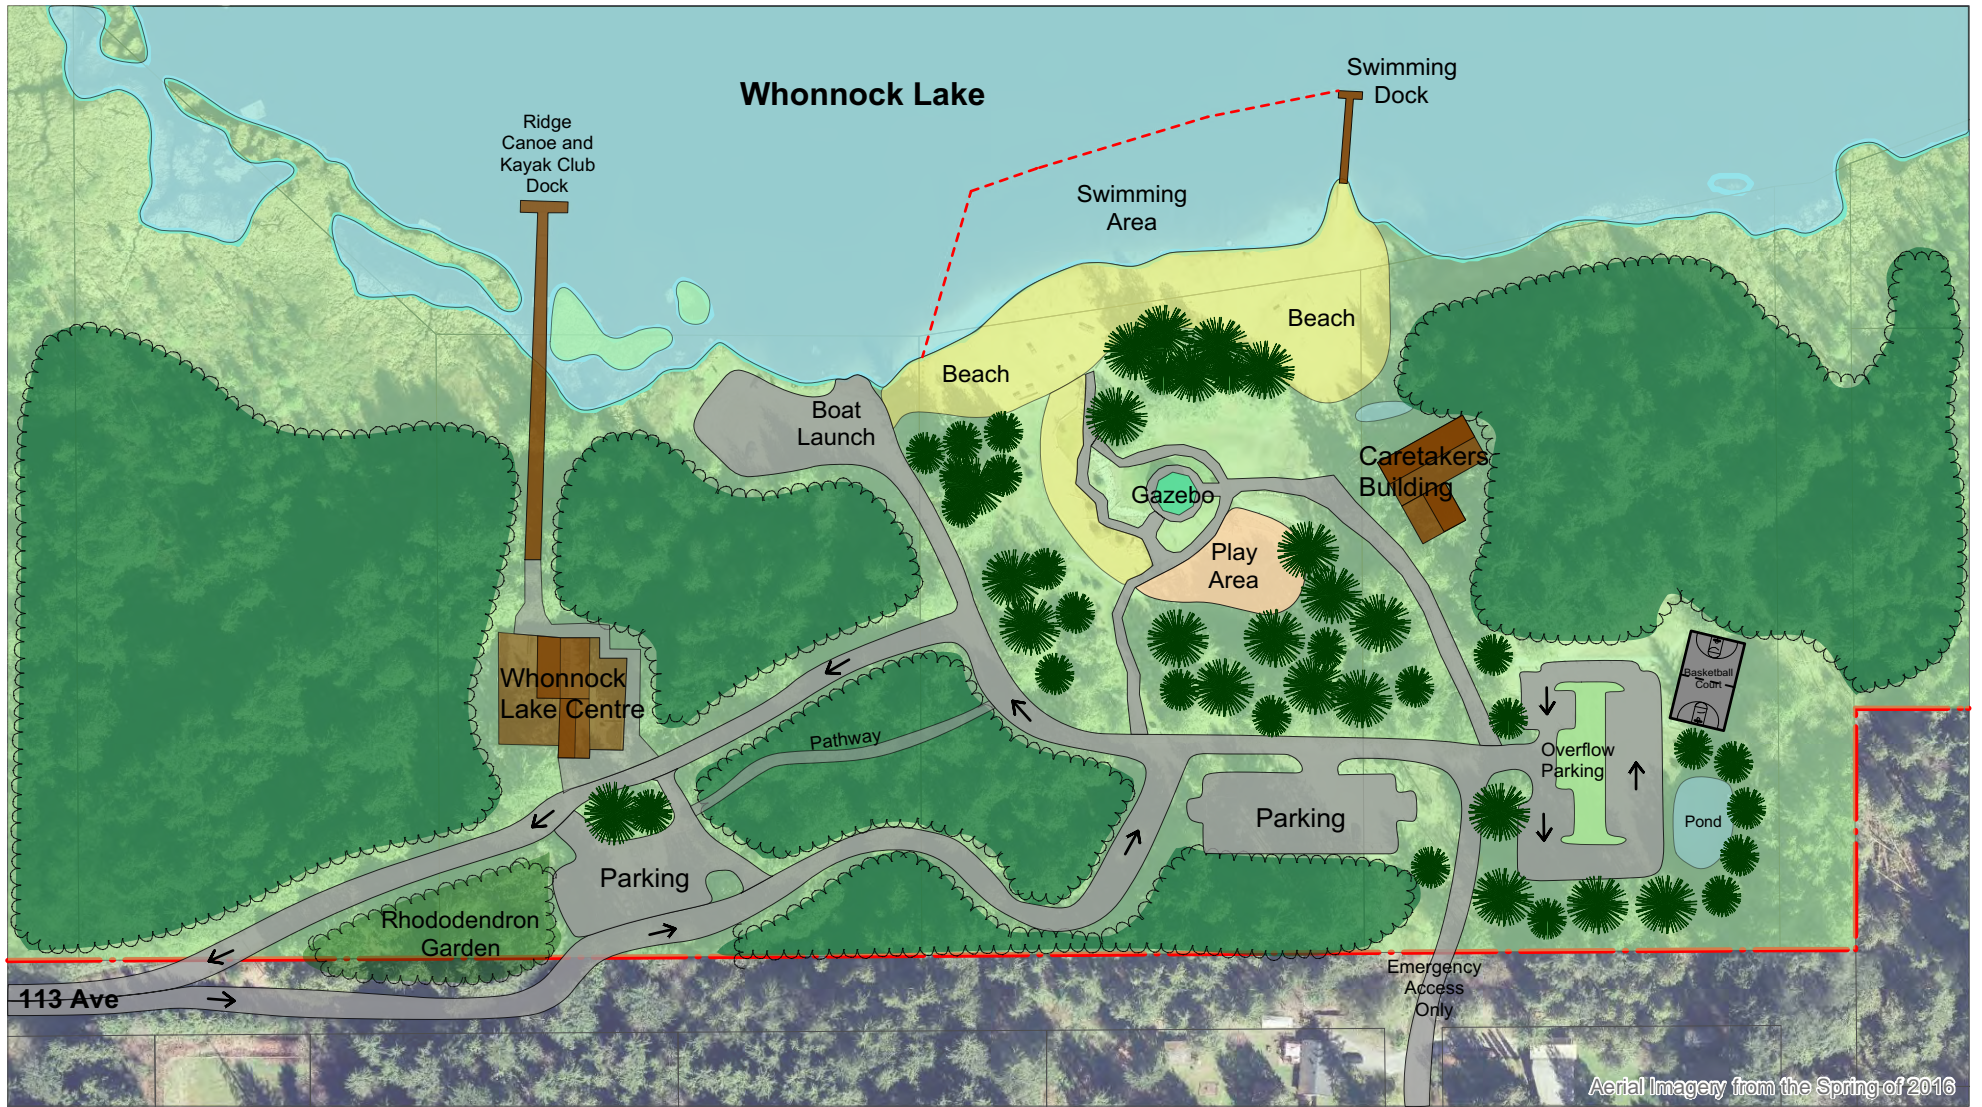 Whonnock Lake
Swimming
Dock
Ridge
Canoe and
Kayak Club
Dock
Swimming
Area
Beach
Beach
Boat
Launch
Caretakers
Building
Gazebo
Play
Area
Whonnock
Lake Centre
Basketball
Court
Pathway
Overflow
Parking
Parking
Pond
Parking
Rhododendron
Garden
Emergency
Access
Only
113 Ave
Aerial Imagery from the Spring of 2016